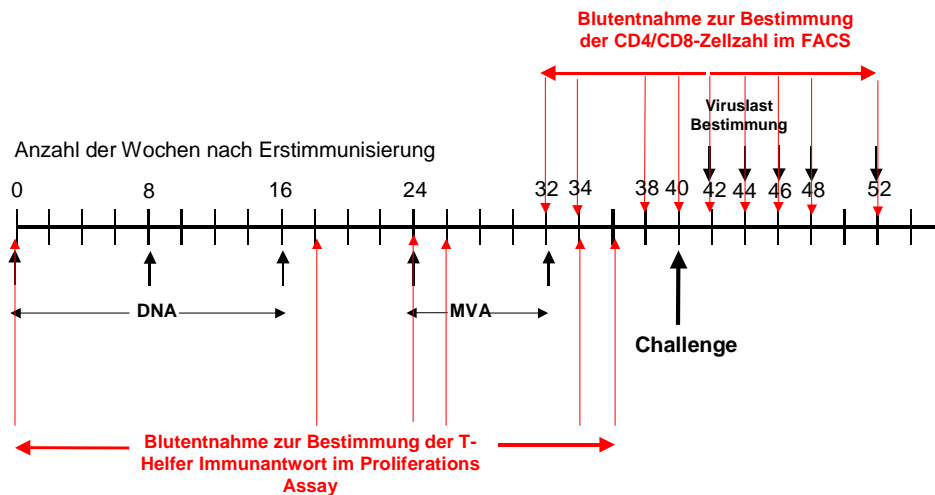 Blutentnahme zur Bestimmung
der CD4/CD8-Zellzahl im FACS
Viruslast
Bestimmung
Anzahl der Wochen nach Erstimmunisierung
0 8 16 24 32 34 38 40 42 44 46 48 52
DNA MVA
Challenge
Blutentnahme zur Bestimmung der T-
Helfer Immunantwort im Proliferations
Assay